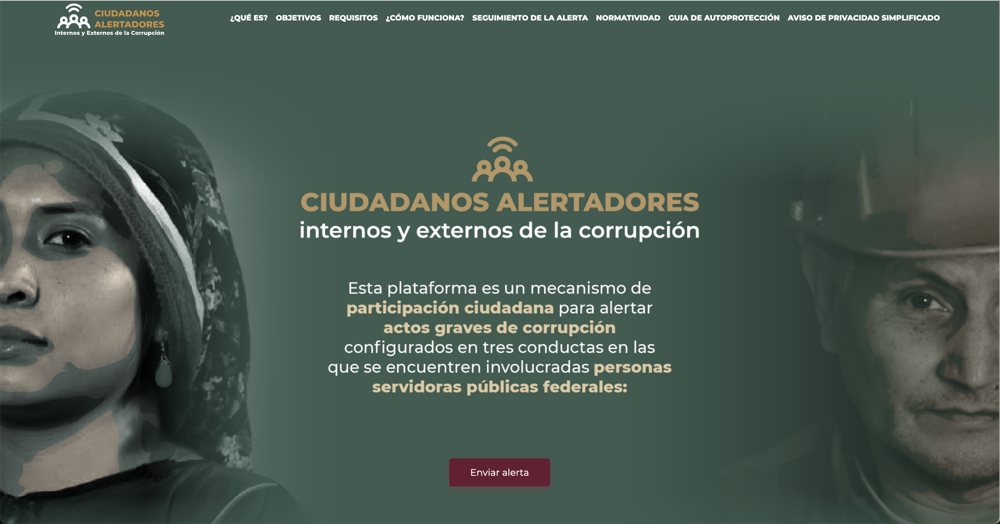 CIUDADANOS
ALERTADORES
Internos y Externos de la Corrupción
¿QUÉ ES? OBJETIVOS REQUISITOS ¿CÓMO FUNCIONA? SEGUIMIENTO DE LA ALERTA NORMATIVIDAD GUIA DE AUTOPROTECCIÓN AVISO DE PRIVACIDAD SIMPLIFICADO
CIUDADANOS ALERTADORES
internos y externos de la corrupción
Esta plataforma es un mecanismo de
participación ciudadana para alertar
actos graves de corrupción
configurados en tres conductas en las
que se encuentren involucradas personas
servidoras públicas federales:
Enviar alerta